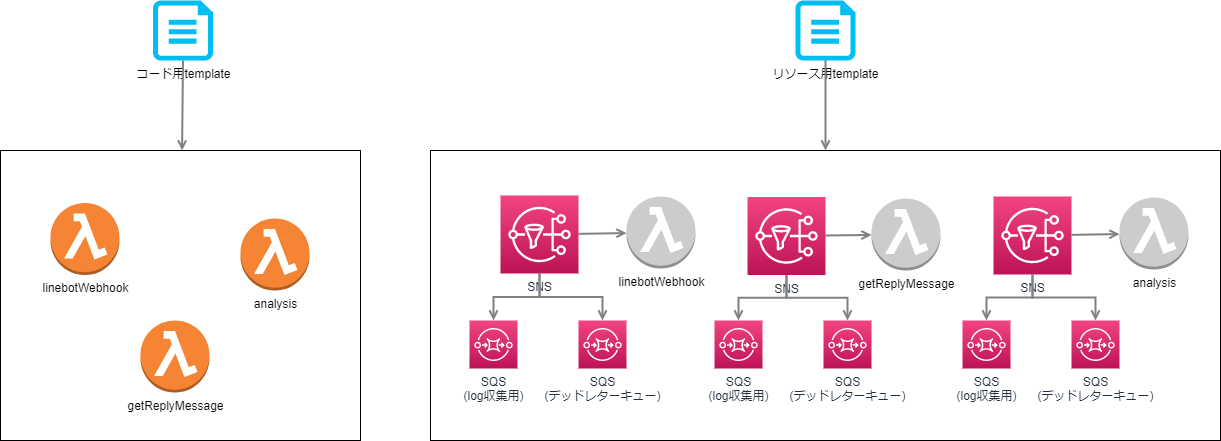 コード用template
リソース用template
linebotWebhook
analysis
getReplyMessage
SNS
linebotWebhook
SQS
(log収集用)
SQS
(デッドレターキュー)
SNS
getReplyMessage
SQS
(log収集用)
SQS
(デッドレターキュー)
SNS
analysis
SQS
(log収集用)
SQS
(デッドレターキュー)